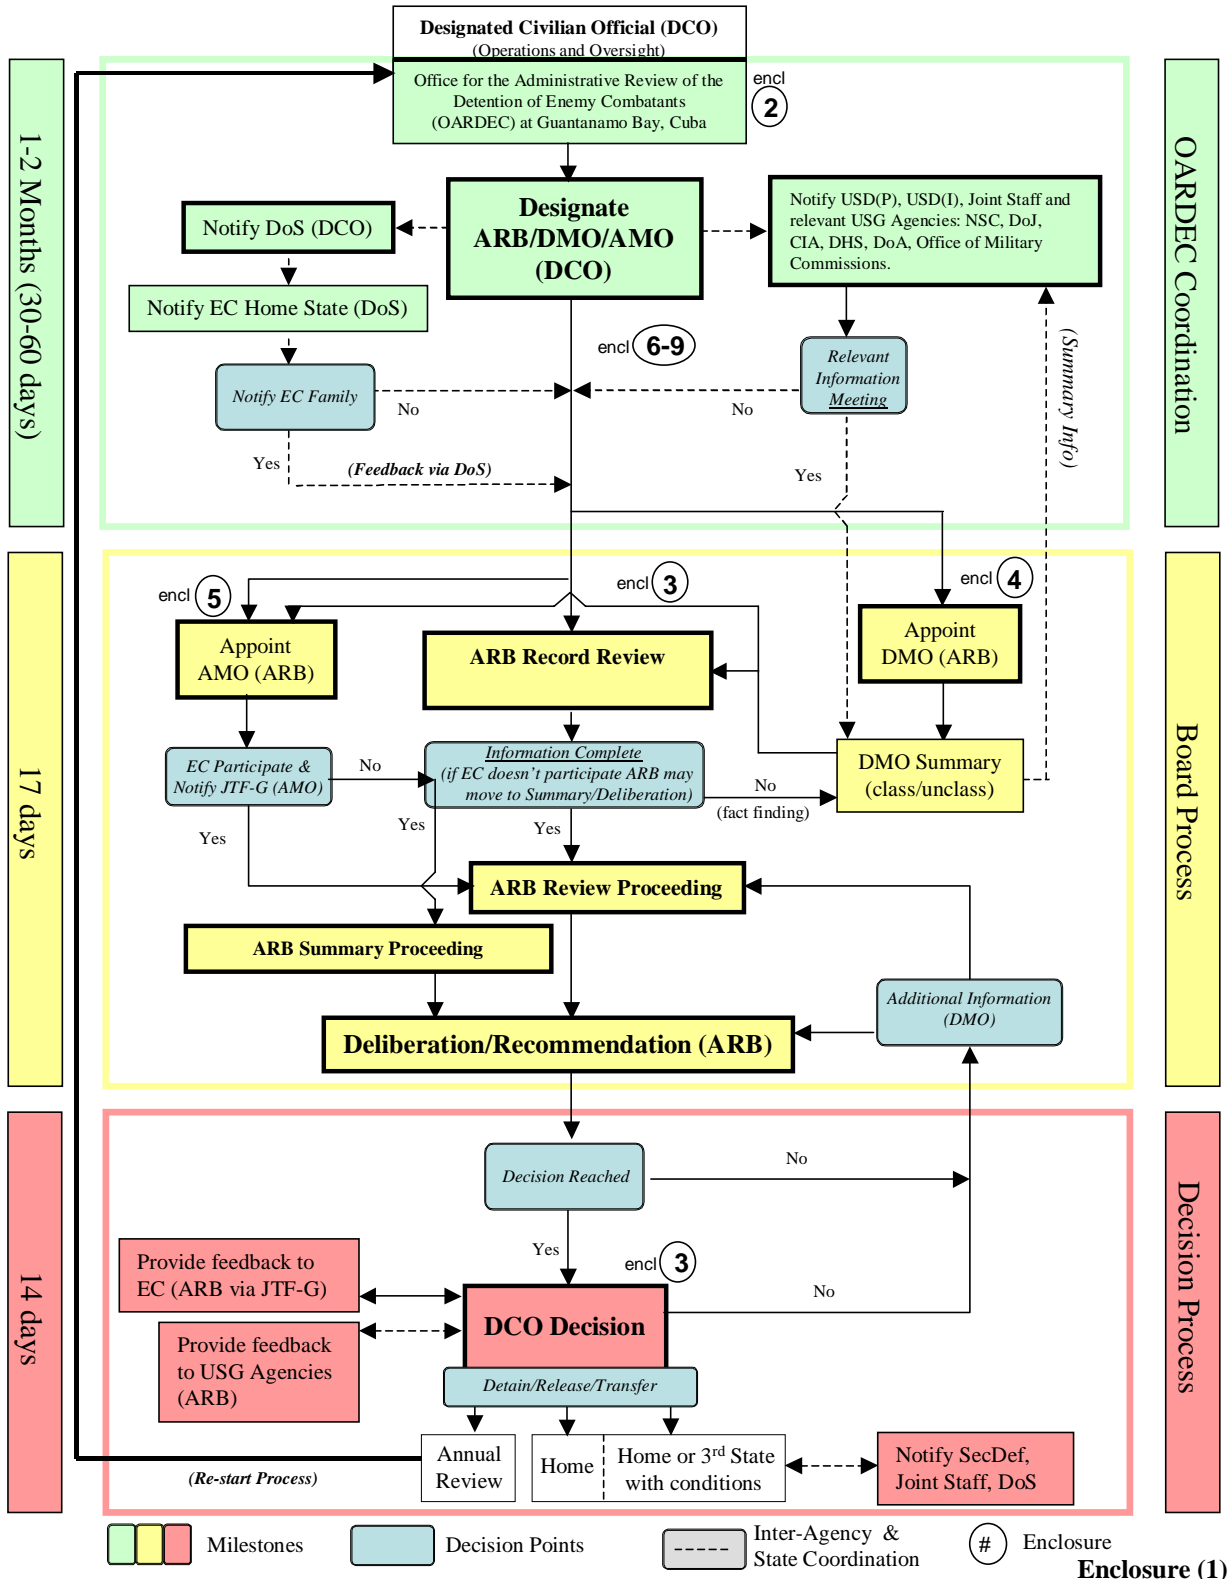 Designated Civilian Official (DCO)
(Operations and Oversight)
Office for the Administrative Review of the
Detention of Enemy Combatants
(OARDEC) at Guantanamo Bay, Cuba
encl
2
1-2 Months (30-60 days)
OARDEC Coordination
Designate
ARB/DMO/AMO
(DCO)
Notify DoS (DCO)
Notify USD(P), USD(I), Joint Staff and
relevant USG Agencies: NSC, DoJ,
CIA, DHS, DoA, Office of Military
Commissions.
Notify EC Home State (DoS)
encl 6-9
Relevant
Information
Meeting
(Summary Info)
Notify EC Family
No
No
Yes
(Feedback via DoS)
Yes
17 days
Board Process
encl 5
encl 3
encl 4
Appoint
AMO (ARB)
ARB Record Review
Appoint
DMO (ARB)
EC Participate &
Notify JTF-G (AMO)
No
Information Complete
(if EC doesn't participate ARB may
move to Summary/Deliberation)
No
(fact finding)
DMO Summary
(class/unclass)
Yes
Yes
Yes
ARB Review Proceeding
ARB Summary Proceeding
Additional Information
(DMO)
Deliberation/Recommendation (ARB)
14 days
Decision Process
Decision Reached
No
Yes
encl 3
Provide feedback to
EC (ARB via JTF-G)
DCO Decision
No
Provide feedback
to USG Agencies
(ARB)
Detain/Release/Transfer
Annual
Review
Home
Home or 3rd State
with conditions
Notify SecDef,
Joint Staff, DoS
(Re-start Process)
Milestones
Decision Points
Inter-Agency &
State Coordination
#
Enclosure
Enclosure (1)